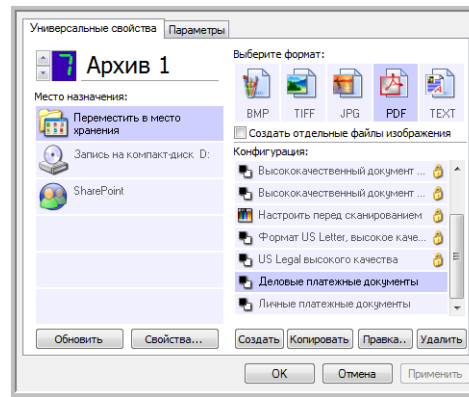 Универсальные свойства
Параметры
7
Архив 1
Место назначения:
Переместить в место
хранения
Запись на компакт-диск D:
SharePoint
Обновить
Свойства...
Выберите формат:
BMP
TIFF
JPG
PDF
TEXT
Создать отдельные файлы изображения
Конфигурация:
Высококачественный документ ...
Высококачественный документ ...
Настроить перед сканированием
Формат US Letter, высокое каче...
US Legal высокого качества
Деловые платежные документы
Личные платежные документы
Создать
Копировать
Правка..
Удалить
OK
Отмена
Применить